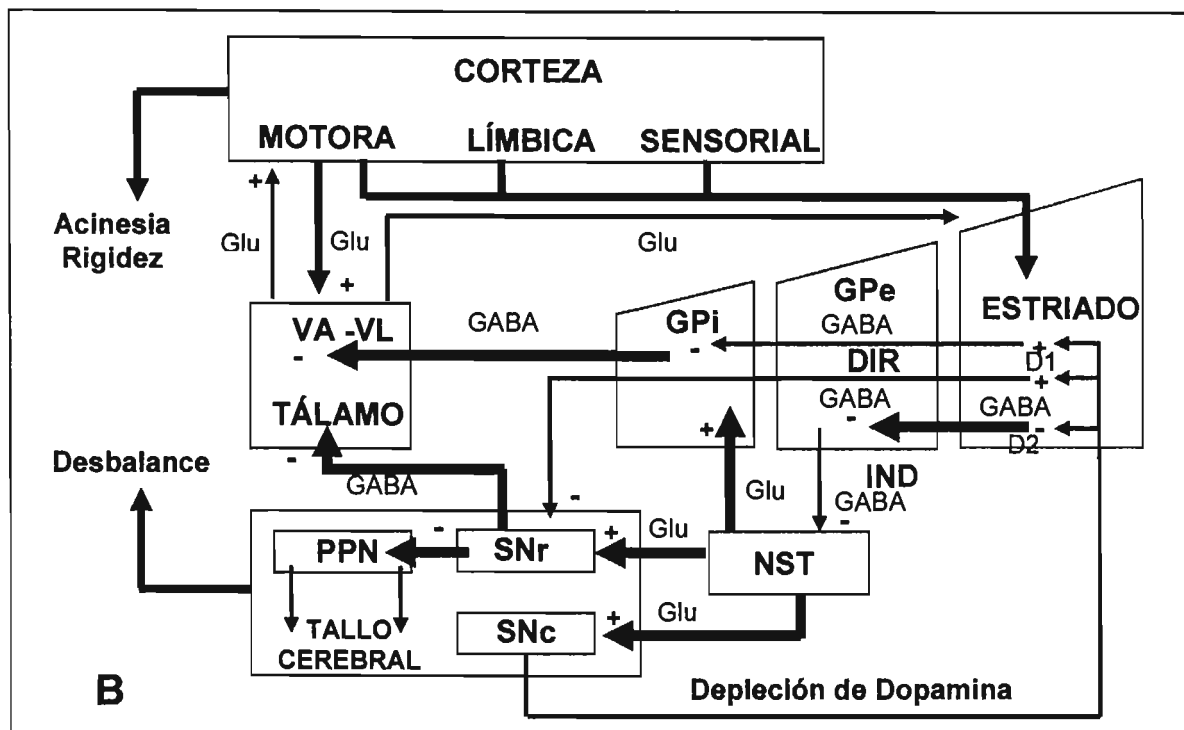 CORTEZA
MOTORA LÍMBICA SENSORIAL
Acinesia
Rigidez
+
Glu
Glu
+
Glu
VA -VL
-
TÁLAMO
-
GABA
GPi
-
+
GPe
GABA
DIR
GABA
-
IND
ESTRIADO
+
D1
+
GABA
-
D2
Desbalance
GABA
-
-
PPN
SNr
+
Glu
Glu
GABA
-
NST
SNc
+
Glu
TALLO
CEREBRAL
B
Depleción de Dopamina